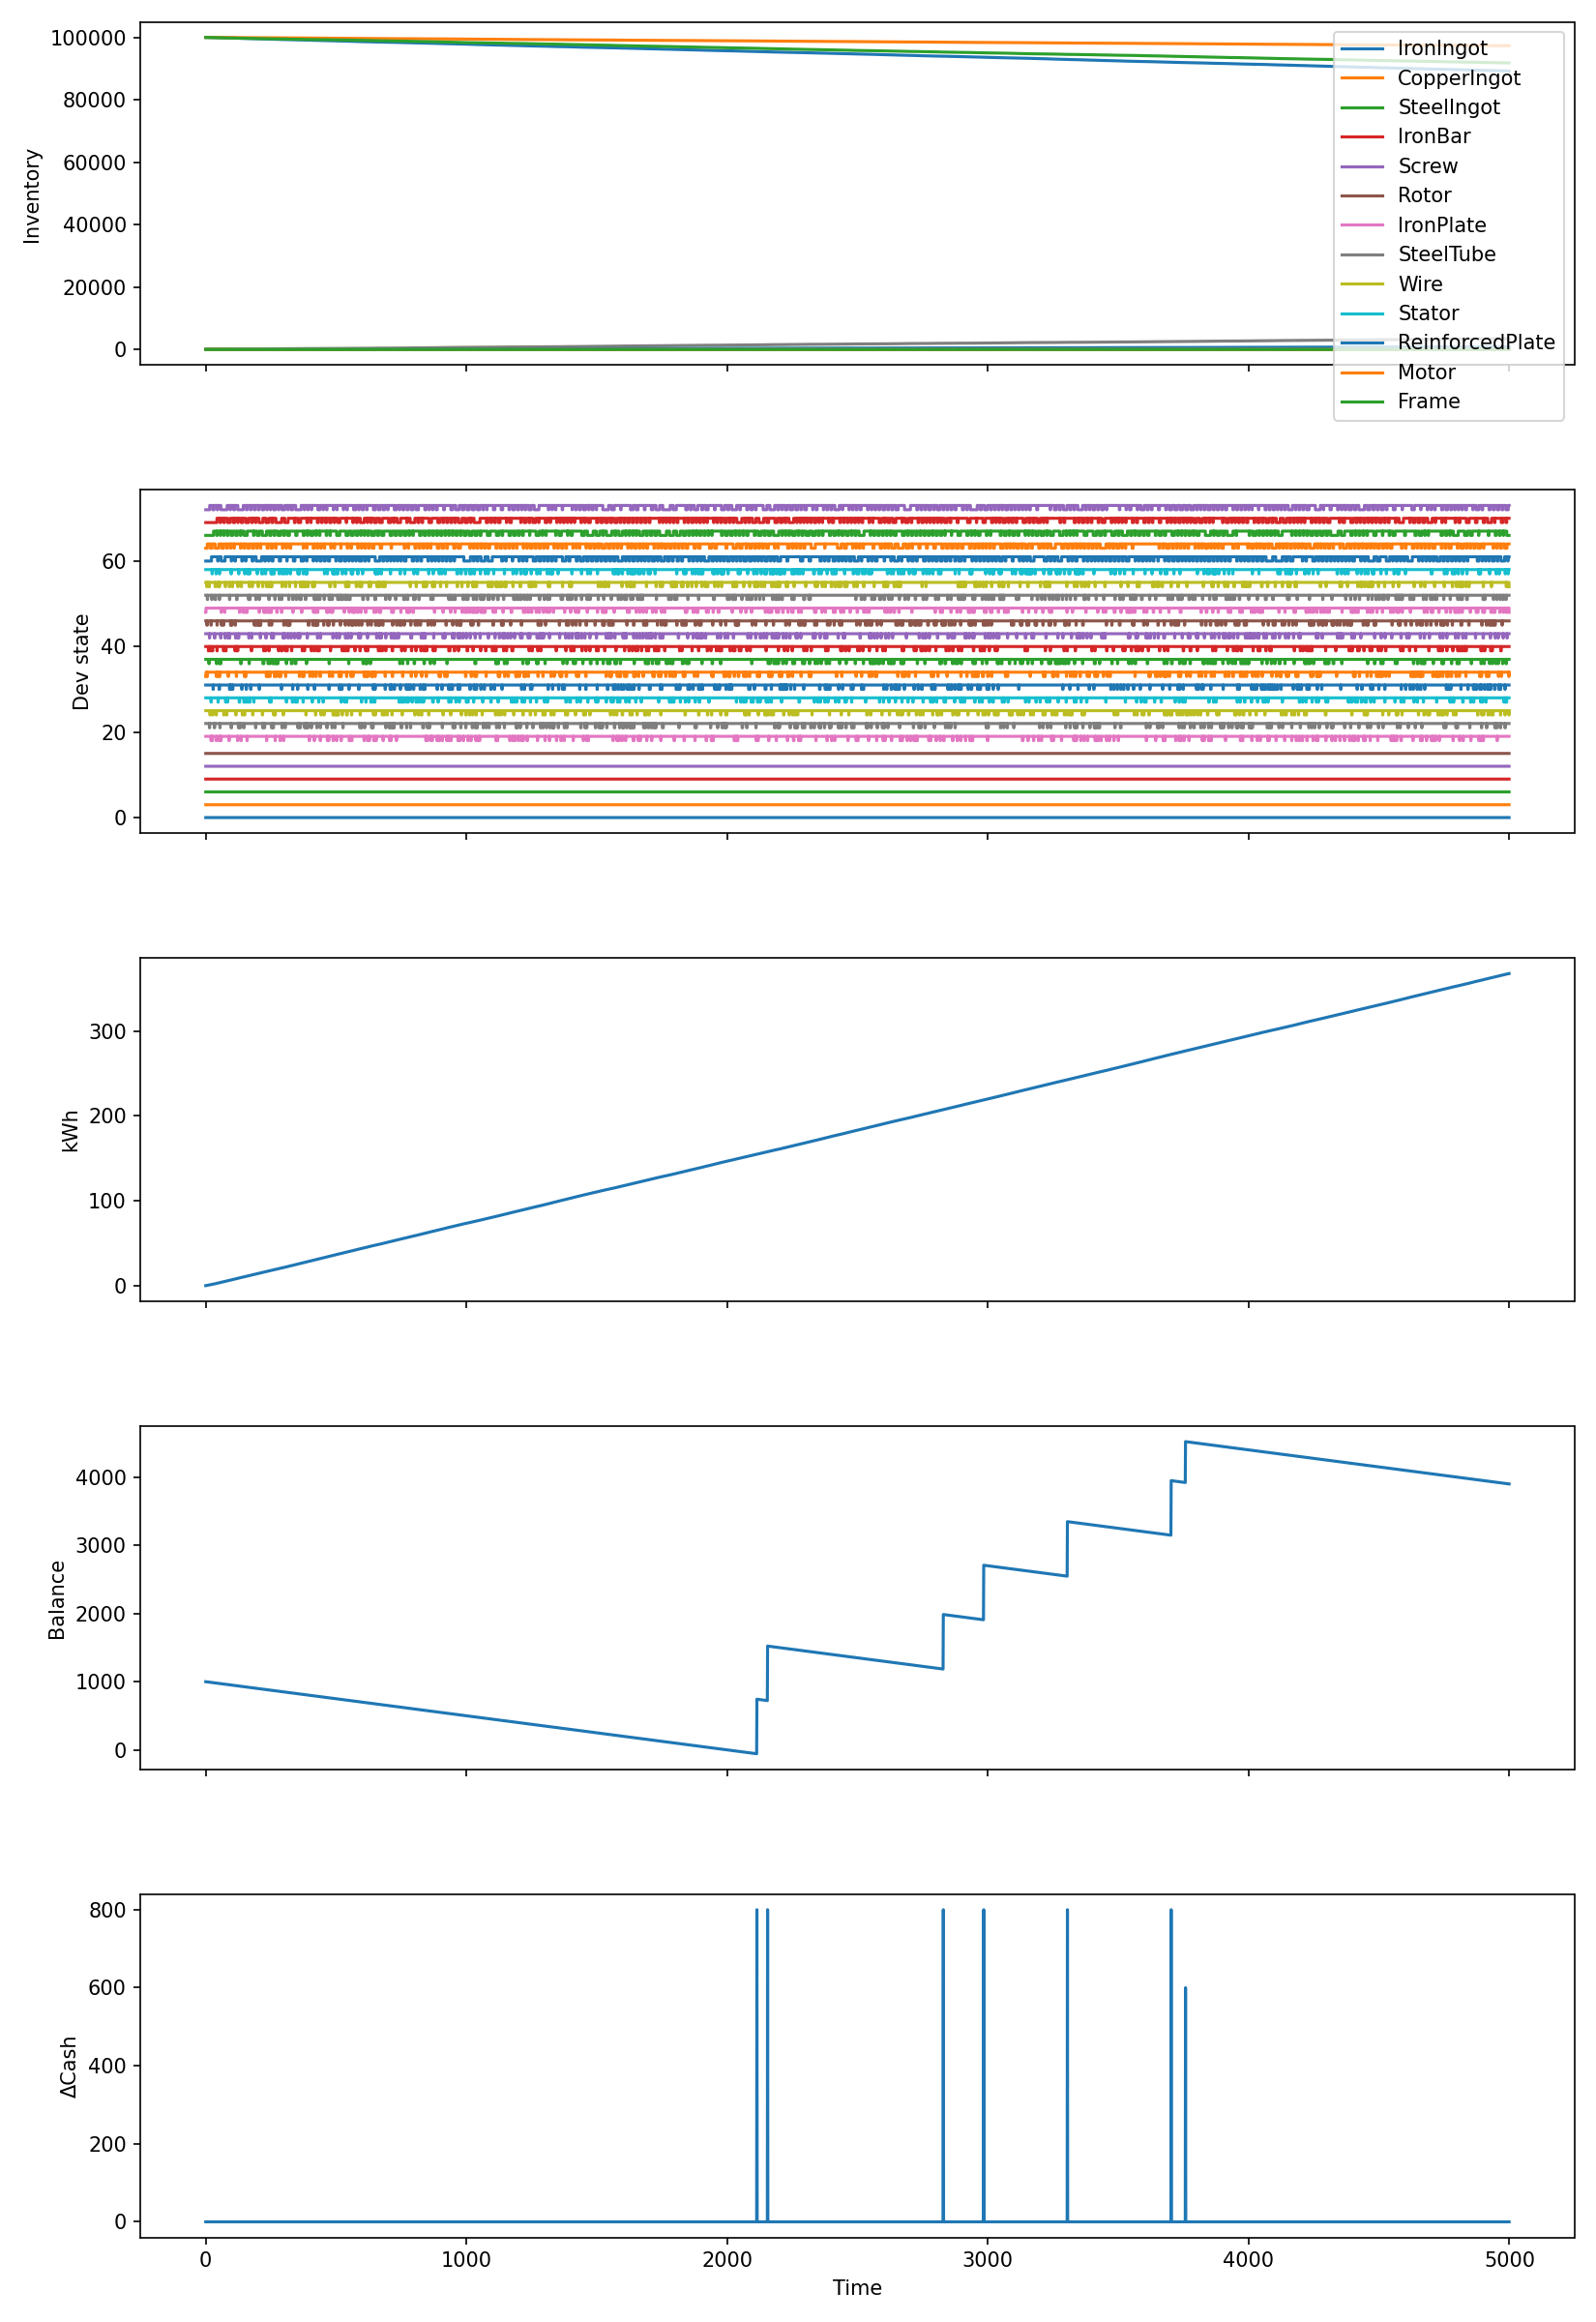 100000
80000
60000
40000
20000
0
Inventory
IronIngot
CopperIngot
SteelIngot
IronBar
Screw
Rotor
IronPlate
SteelTube
Wire
Stator
ReinforcedPlate
Motor
Frame
60
40
20
0
Dev state
300
200
100
0
kWh
4000
3000
2000
1000
0
Balance
800
600
400
200
0
ΔCash
0 1000 2000 3000 4000 5000
Time